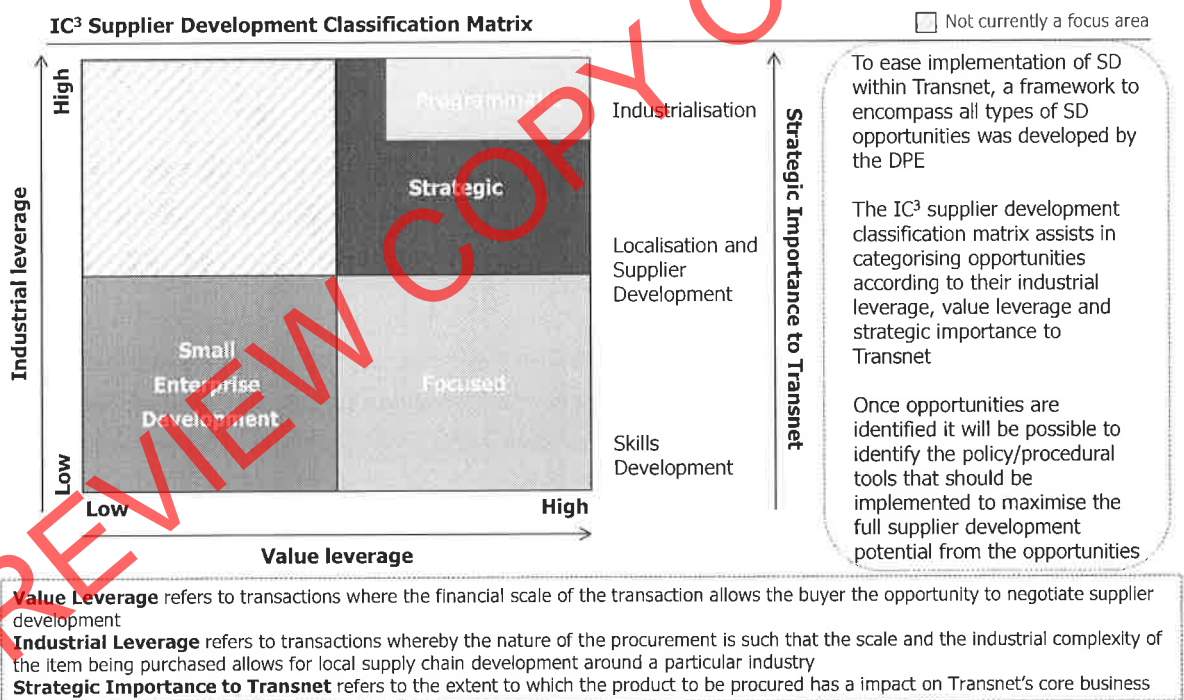 IC³ Supplier Development Classification Matrix
Not currently a focus area
High
Industrial leverage
Low
Strategic
Small
Enterprise
Development
Focused
Low
High
Value leverage
Industrialisation
Localisation and
Supplier
Development
Skills
Development
Strategic Importance to Transnet
To ease implementation of SD
within Transnet, a framework to
encompass all types of SD
opportunities was developed by
the DPE
The IC³ supplier development
classification matrix assists in
categorising opportunities
according to their industrial
leverage, value leverage and
strategic importance to
Transnet
Once opportunities are
identified it will be possible to
identify the policy/procedural
tools that should be
implemented to maximise the
full supplier development
potential from the opportunities
Value Leverage refers to transactions where the financial scale of the transaction allows the buyer the opportunity to negotiate supplier
development
Industrial Leverage refers to transactions whereby the nature of the procurement is such that the scale and the industrial complexity of
the item being purchased allows for local supply chain development around a particular industry
Strategic Importance to Transnet refers to the extent to which the product to be procured has a impact on Transnet's core business
REVIEW COPY